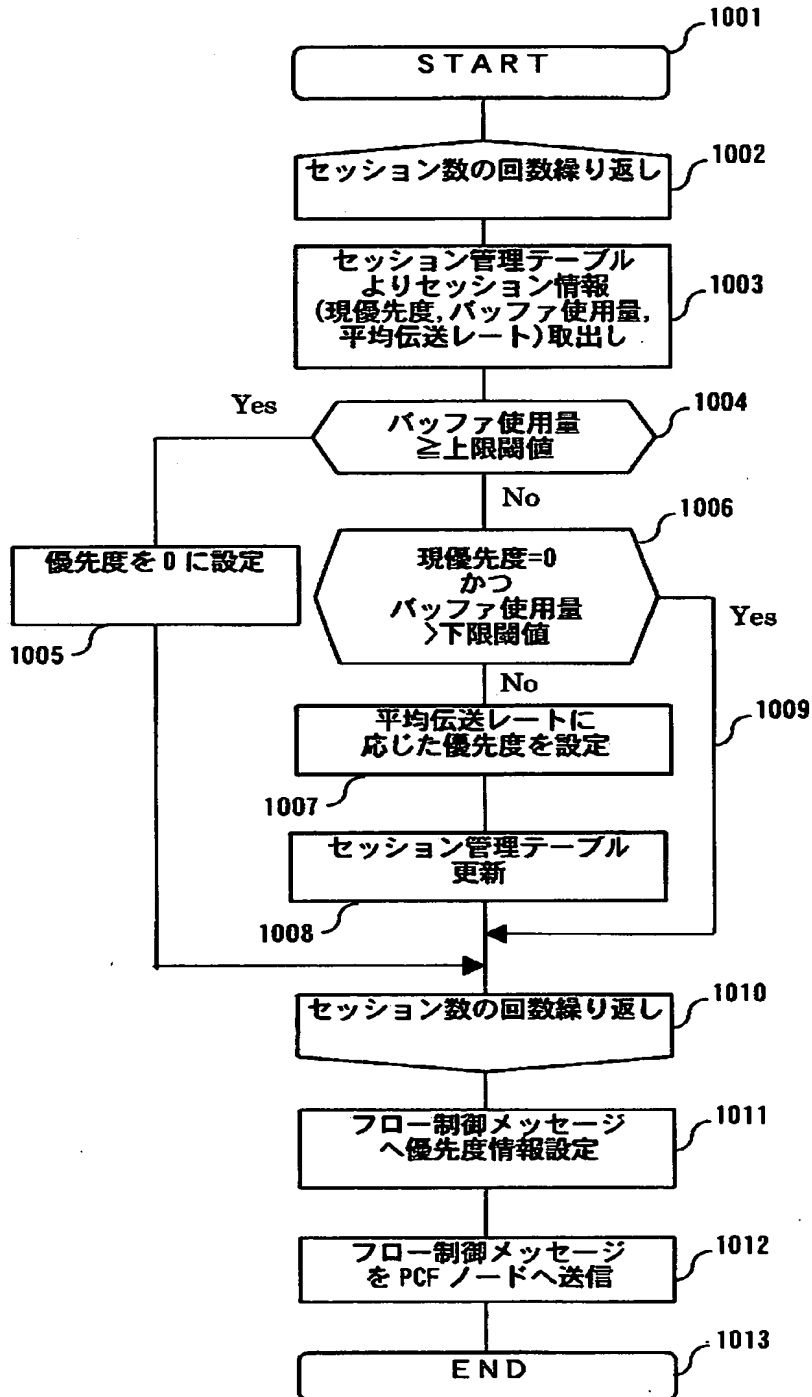 1001
START
1002
セッション数の回数繰り返し
1003
セッション管理テーブル
よりセッション情報
(現優先度,バッファ使用量,
平均伝送レート)取出し
Yes
1004
バッファ使用量
≧上限閾値
No
1006
優先度を0に設定
1005
現優先度=0
かつ
バッファ使用量
>下限閾値
Yes
No
1009
平均伝送レートに
応じた優先度を設定
1007
セッション管理テーブル
更新
1008
1010
セッション数の回数繰り返し
1011
フロー制御メッセージ
へ優先度情報設定
1012
フロー制御メッセージ
をPCFノードへ送信
1013
END